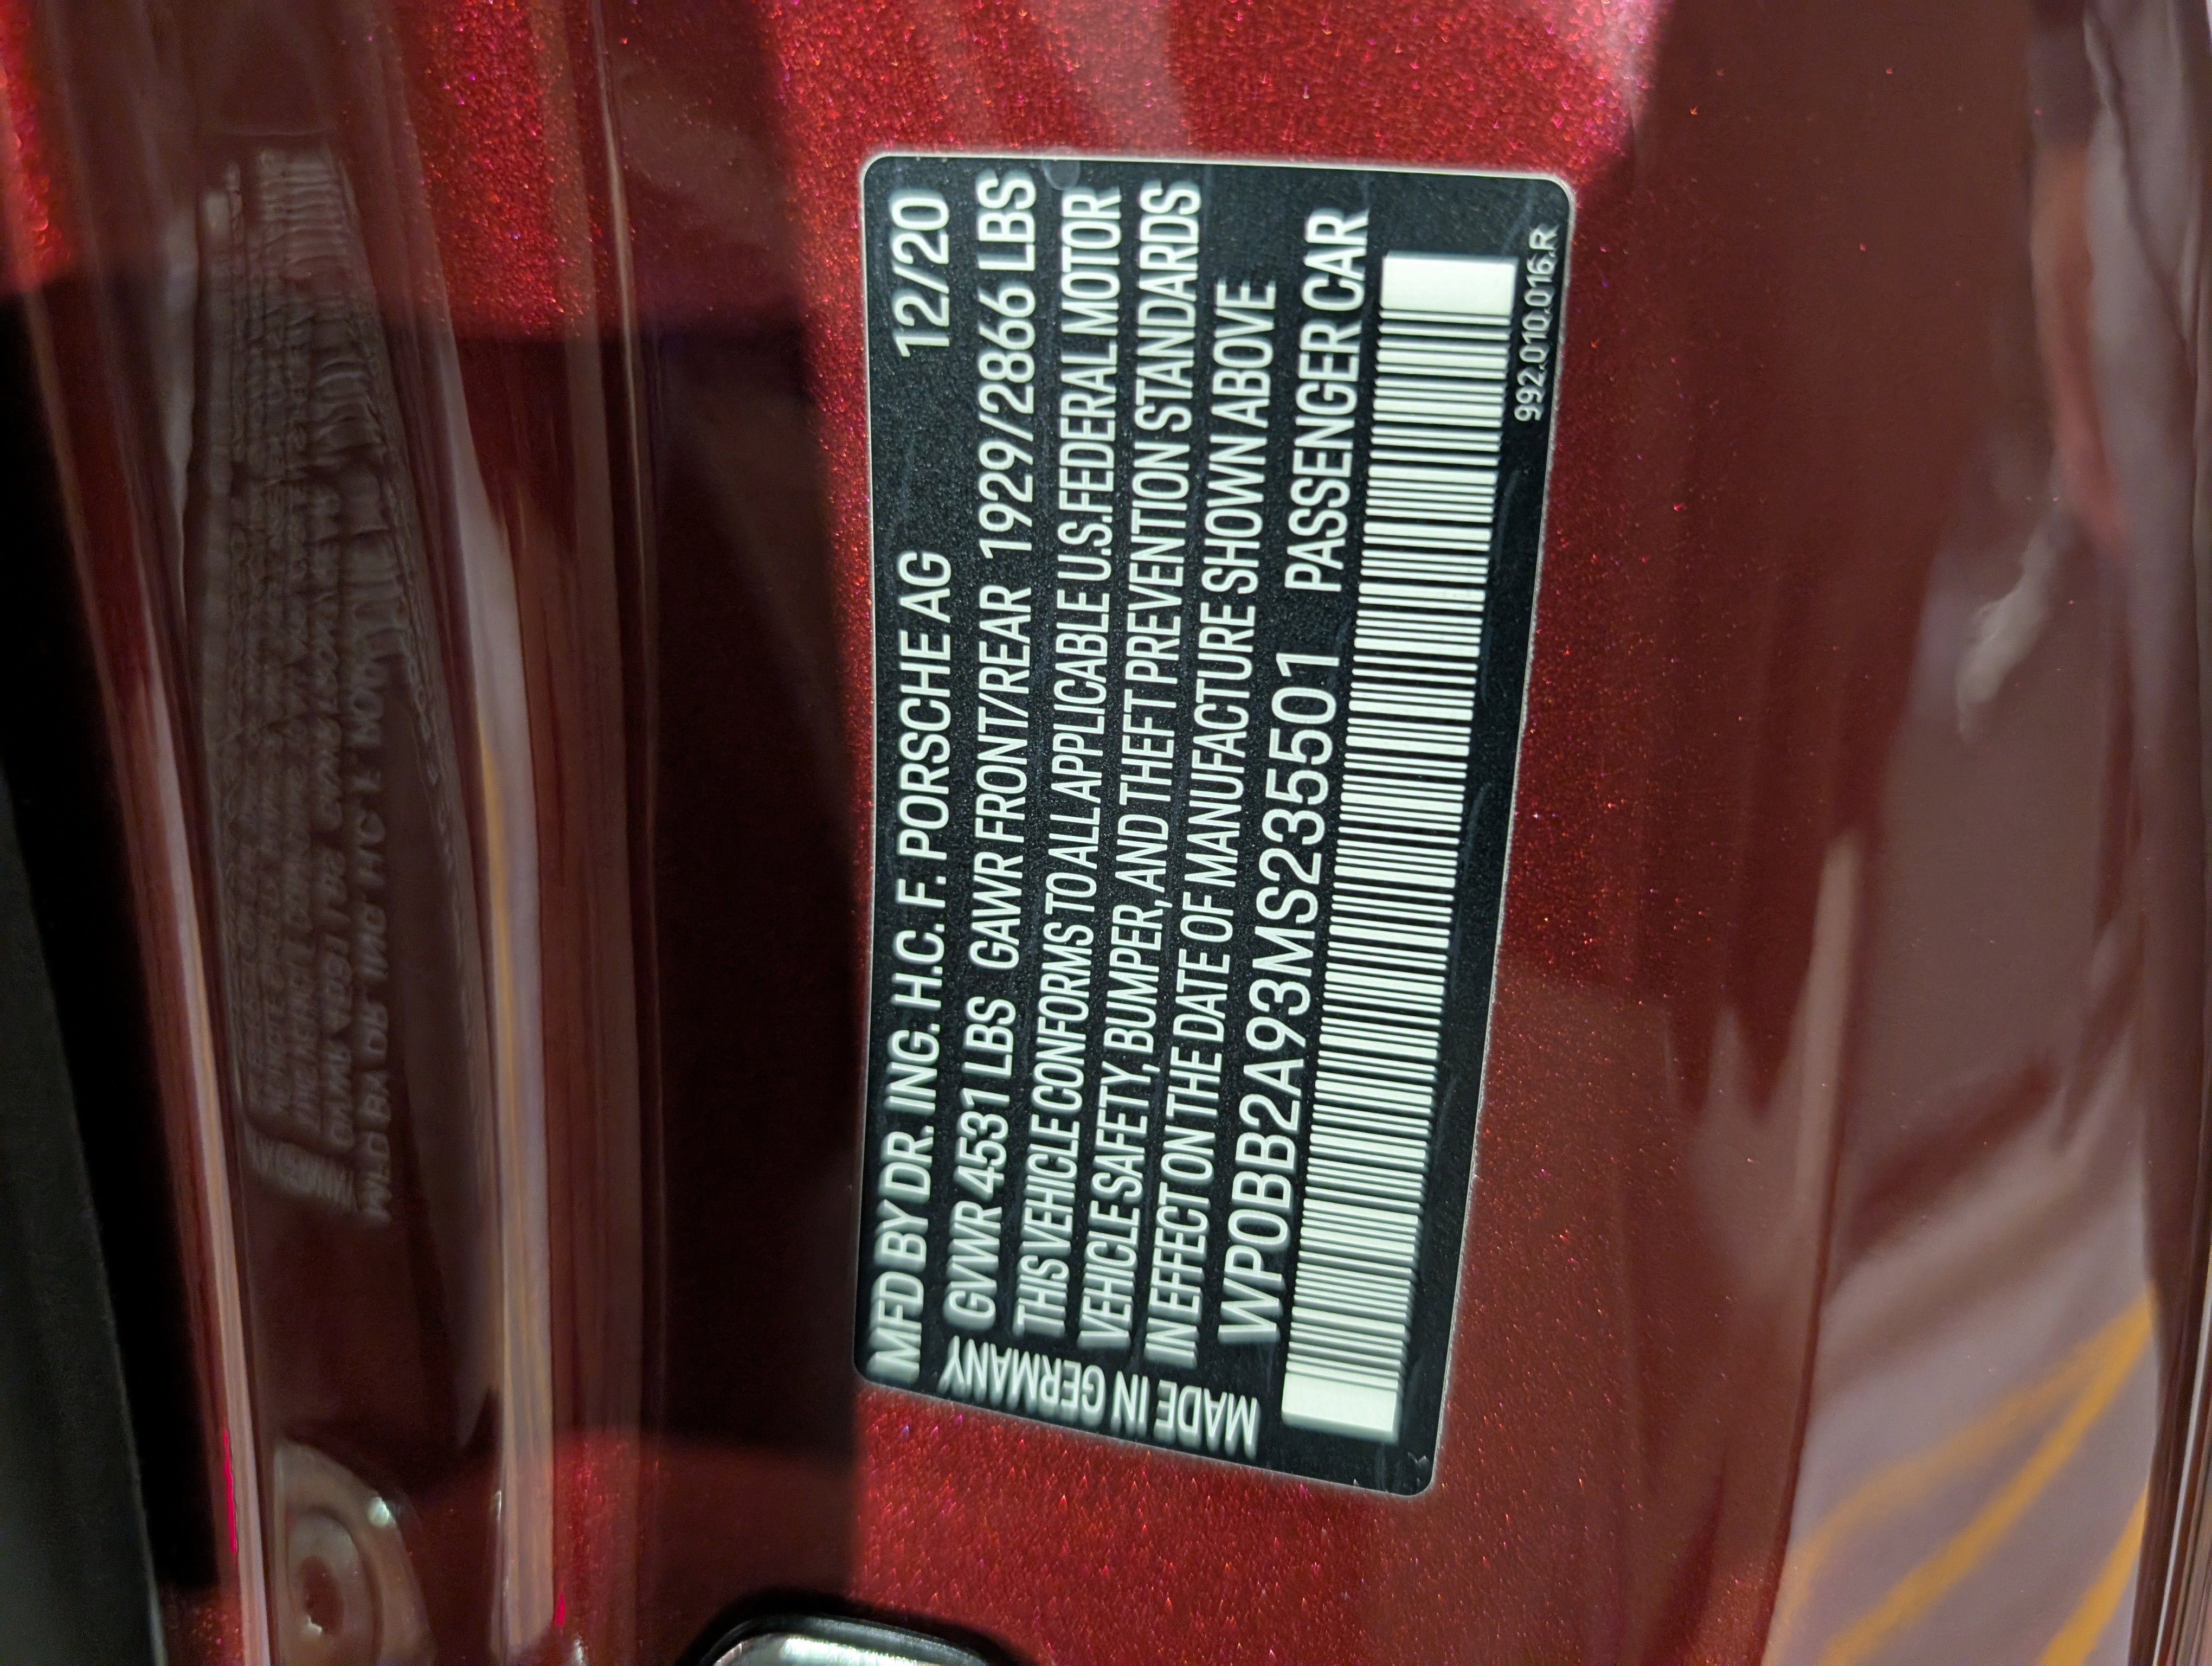 MFD BY DR. ING. H.C. F. PORSCHE AG 12/20
GVWR 4531 LBS GAWR FRONT/REAR 1929/2866 LBS
THIS VEHICLE CONFORMS TO ALL APPLICABLE U.S.FEDERAL MOTOR
VEHICLE SAFETY, BUMPER, AND THEFT PREVENTION STANDARDS
IN EFFECT ON THE DATE OF MANUFACTURE SHOWN ABOVE
WP0BB2A93MS235501 PASSENGER CAR
992.010.016.R
MADE IN GERMANY